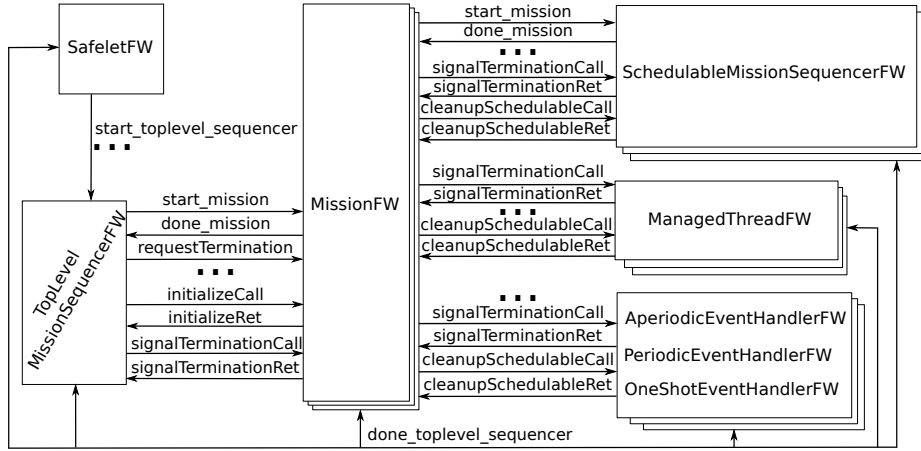 SafeletFW
start_toplevel_sequencer
...
TopLevel
MissionSequencerFW
start_mission
done_mission
requestTermination
...
initializeCall
initializeRet
signalTerminationCall
signalTerminationRet
MissionFW
start_mission
done_mission
...
signalTerminationCall
signalTerminationRet
cleanupSchedulableCall
cleanupSchedulableRet
SchedulableMissionSequencerFW
signalTerminationCall
signalTerminationRet
...
cleanupSchedulableCall
cleanupSchedulableRet
ManagedThreadFW
...
signalTerminationCall
signalTerminationRet
cleanupSchedulableCall
cleanupSchedulableRet
AperiodicEventHandlerFW
PeriodicEventHandlerFW
OneShotEventHandlerFW
done_toplevel_sequencer